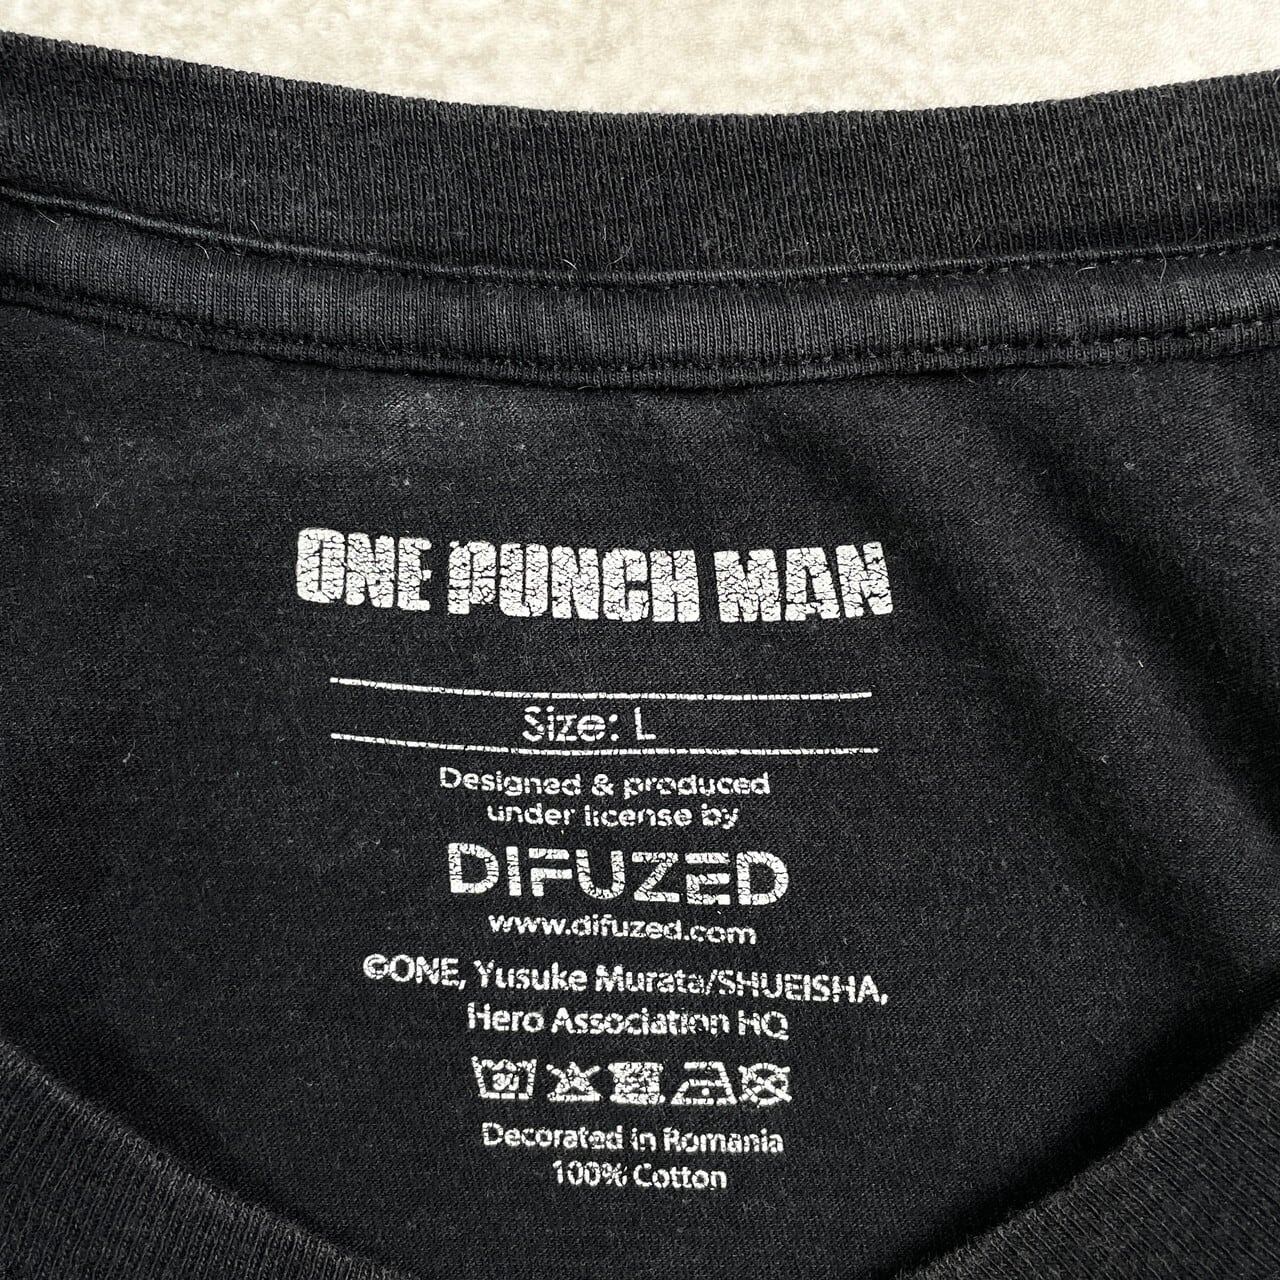 ONE PUNCH MAN
Size: L
Designed & produced
under license by
DIFUZED
www.difuzed.com
©ONE, Yusuke Murata/SHUEISHA,
Hero Association HQ
30
Decorated in Romania
100% Cotton